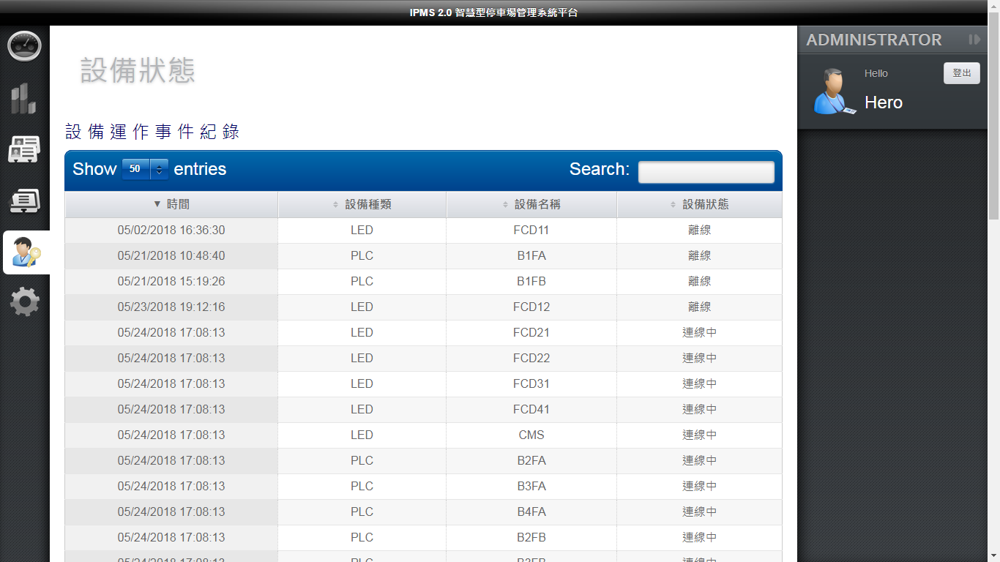 IPMS 2.0 智慧型停車場管理系統平台
ADMINISTRATOR
Hello
登出
Hero
設備狀態
設備運作事件紀錄
Show 50 entries Search:
▼ 時間 設備種類 設備名稱 設備狀態
05/02/2018 16:36:30 LED FCD11 離線
05/21/2018 10:48:40 PLC B1FA 離線
05/21/2018 15:19:26 PLC B1FB 離線
05/23/2018 19:12:16 LED FCD12 離線
05/24/2018 17:08:13 LED FCD21 連線中
05/24/2018 17:08:13 LED FCD22 連線中
05/24/2018 17:08:13 LED FCD31 連線中
05/24/2018 17:08:13 LED FCD41 連線中
05/24/2018 17:08:13 LED CMS 連線中
05/24/2018 17:08:13 PLC B2FA 連線中
05/24/2018 17:08:13 PLC B3FA 連線中
05/24/2018 17:08:13 PLC B4FA 連線中
05/24/2018 17:08:13 PLC B2FB 連線中
05/24/2018 17:08:13 PLC B3FB 連線中